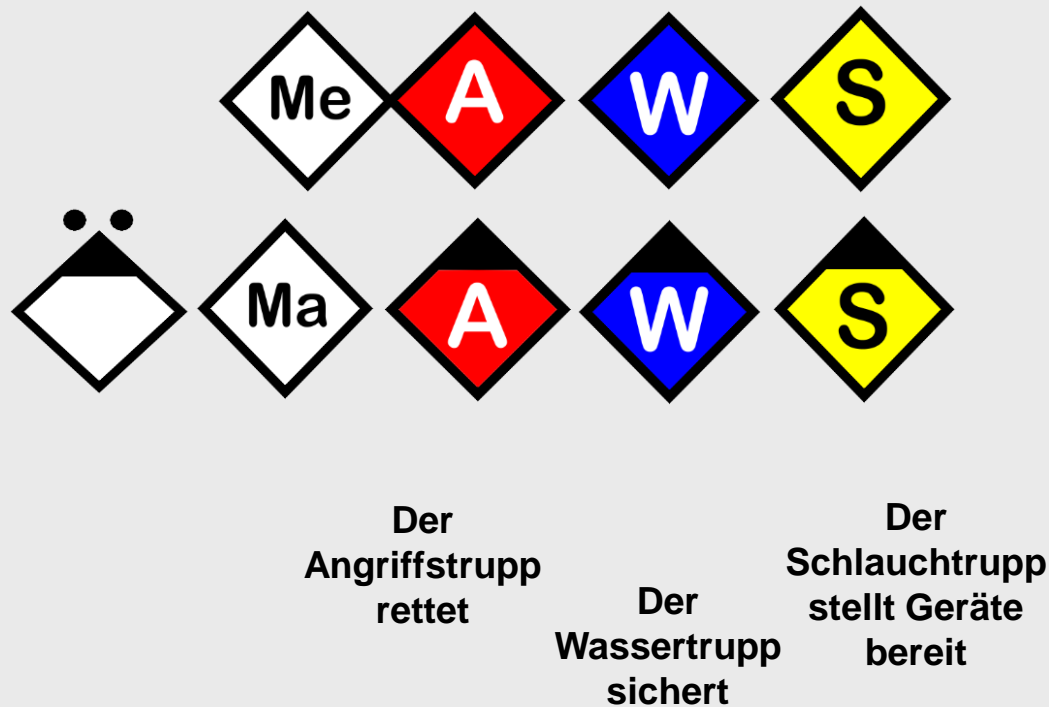 Me A W S
Ma A W S
Der
Angriffstrupp
rettet
Der
Wassertrupp
sichert
Der
Schlauchtrupp
stellt Geräte
bereit